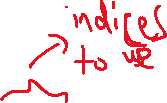 indices
to use